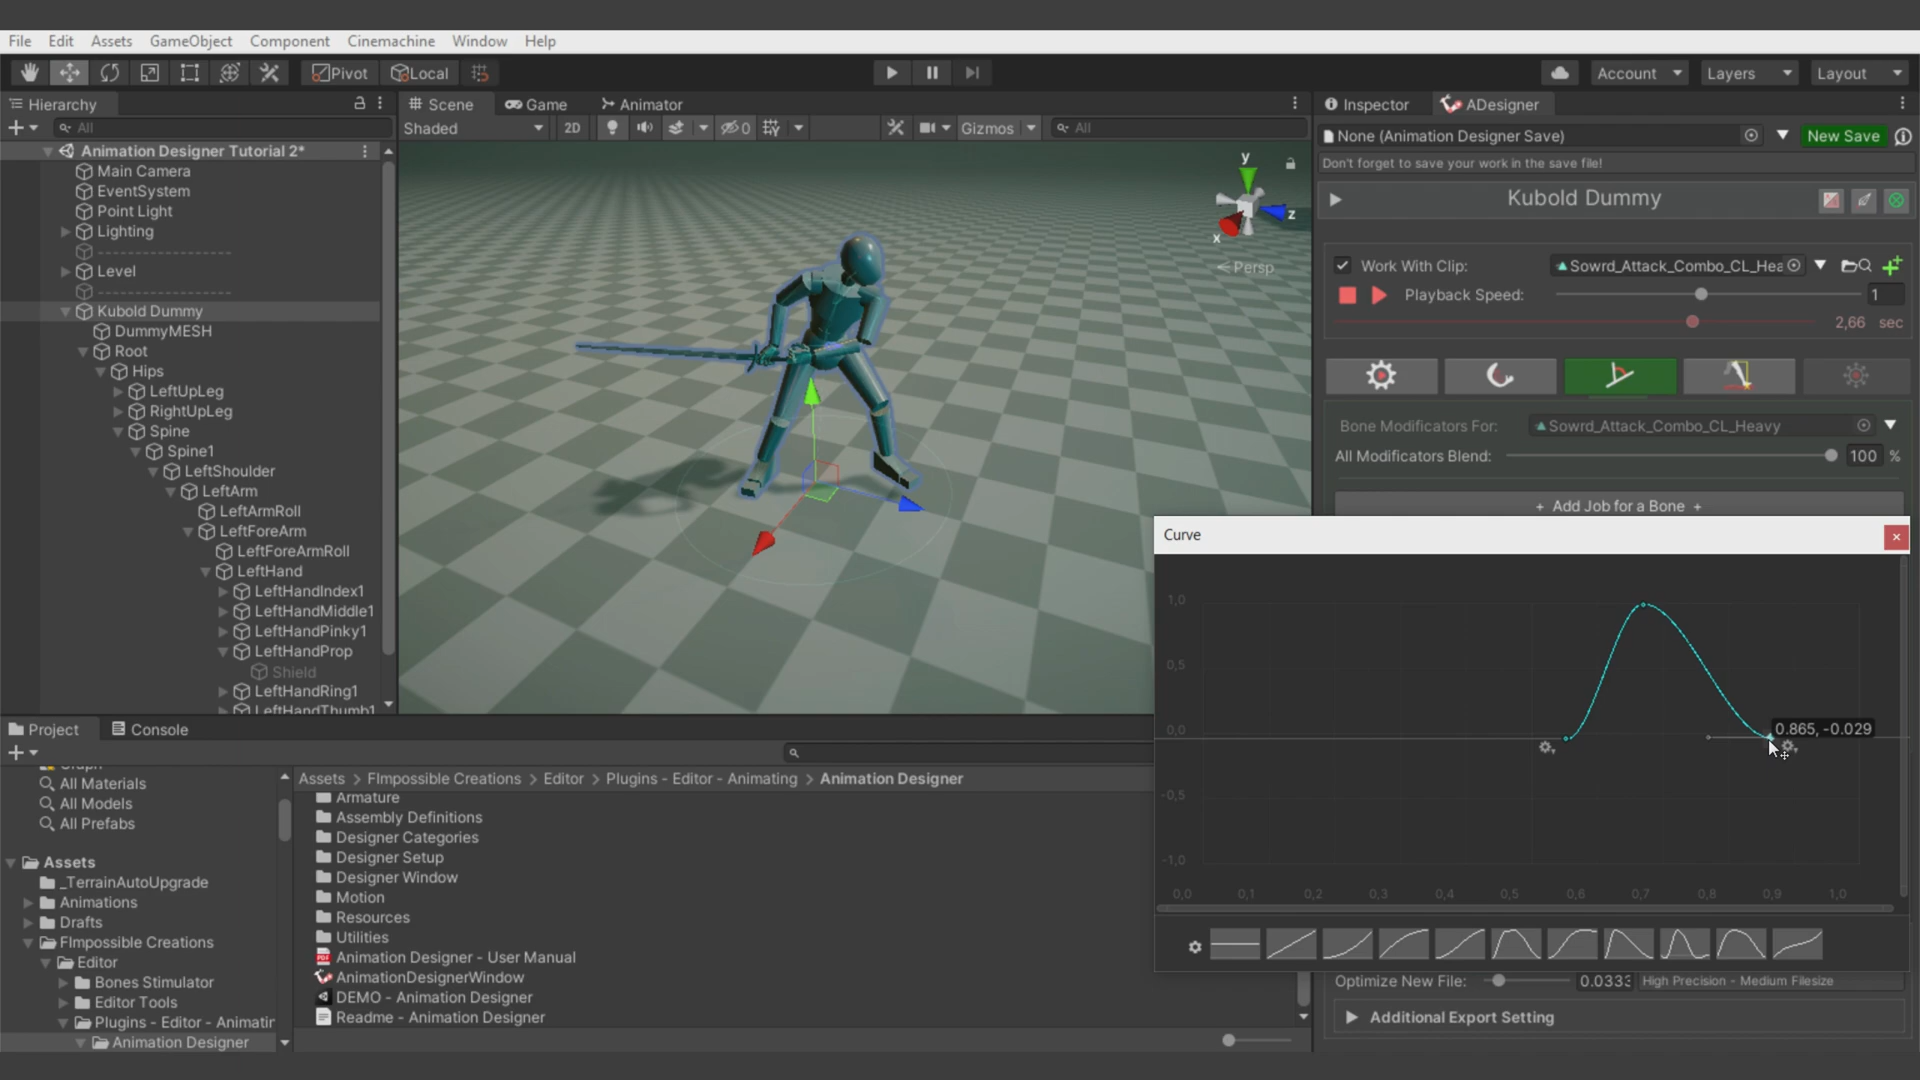 File Edit Assets GameObject Component Cinemachine Window Help
Pivot Local Account Layers Layout
Hierarchy
All
Animation Designer Tutorial 2*
Main Camera
EventSystem
Point Light
Lighting
--------------------
Level
--------------------
Kubold Dummy
DummyMESH
Root
Hips
LeftUpLeg
RightUpLeg
Spine
Spine1
LeftShoulder
LeftArm
LeftArmRoll
LeftForeArm
LeftForeArmRoll
LeftHand
LeftHandIndex1
LeftHandMiddle1
LeftHandPinky1
LeftHandProp
Shield
LeftHandRing1
LeftHandThumb1
Scene Game Animator
Shaded 2D 0 Gizmos All
y
z
x
Persp
Inspector ADesigner
None (Animation Designer Save) New Save
Don't forget to save your work in the save file!
Kubold Dummy
Work With Clip: Sowrd_Attack_Combo_CL_Hea
Playback Speed: 1
2,66 sec
Bone Modificators For: Sowrd_Attack_Combo_CL_Heavy
All Modificators Blend: 100 %
+ Add Job for a Bone +
Curve
1,0
0,5
0,0
-0,5
-1,0
0.865, -0.029
0,0 0,1 0,2 0,3 0,4 0,5 0,6 0,7 0,8 0,9 1,0
Optimize New File: 0.0333 High Precision - Medium Filesize
Additional Export Setting
Project Console
All Materials
All Models
All Prefabs
Assets
_TerrainAutoUpgrade
Animations
Drafts
FImpossible Creations
Editor
Bones Stimulator
Editor Tools
Plugins - Editor - Animatir
Animation Designer
Assets > FImpossible Creations > Editor > Plugins - Editor - Animating > Animation Designer
Armature
Assembly Definitions
Designer Categories
Designer Setup
Designer Window
Motion
Resources
Utilities
Animation Designer - User Manual
AnimationDesignerWindow
DEMO - Animation Designer
Readme - Animation Designer